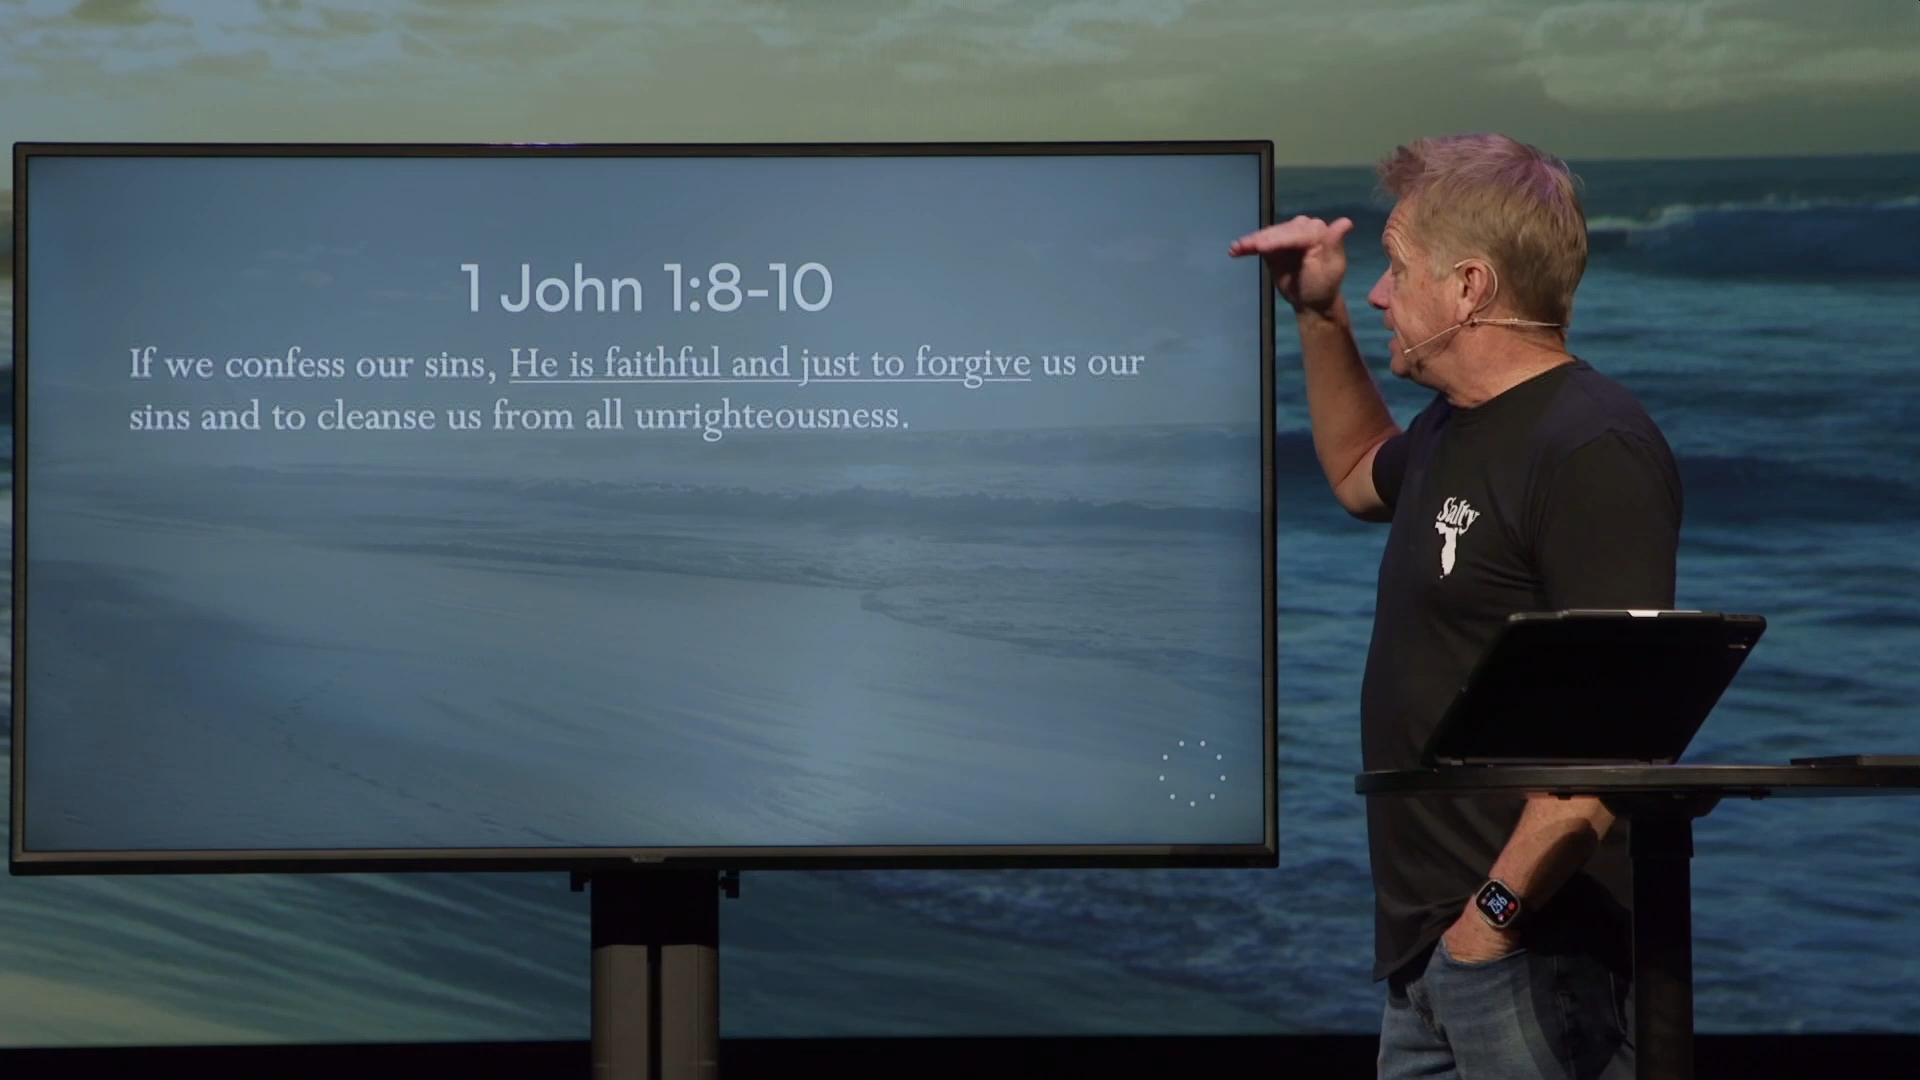 1 John 1:8-10
If we confess our sins, He is faithful and just to forgive us our
sins and to cleanse us from all unrighteousness.
Salty